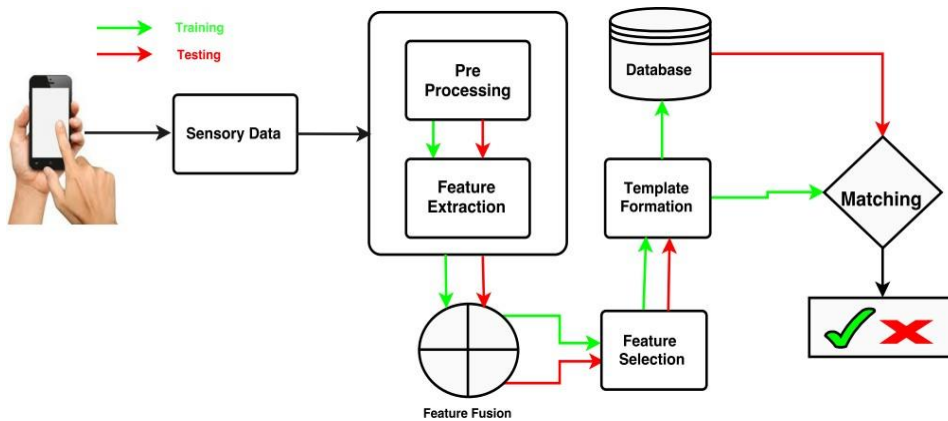 Training
Testing
Sensory Data
Pre
Processing
Feature
Extraction
Feature Fusion
Feature
Selection
Template
Formation
Database
Matching